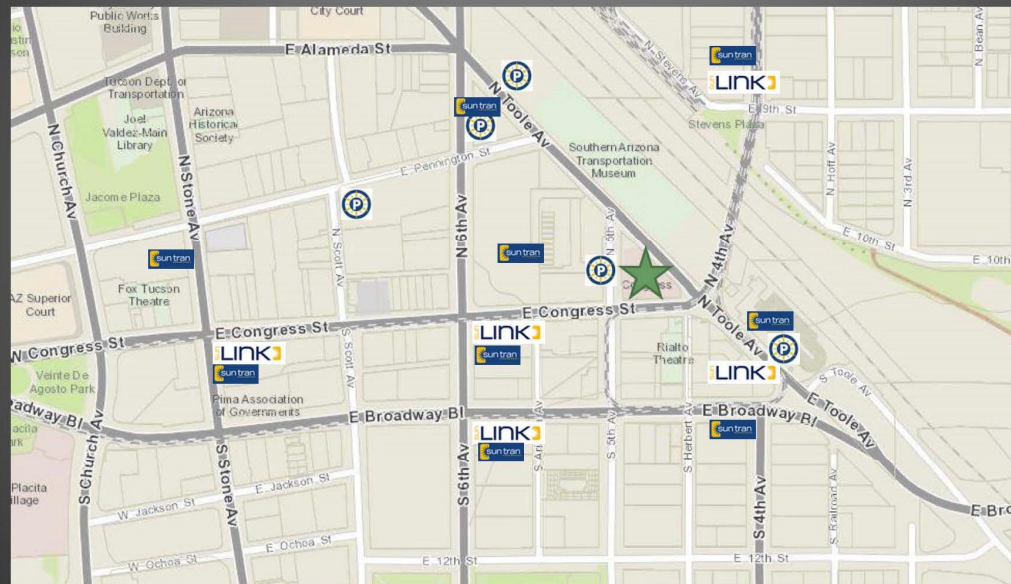 Public Works
Building
City Court
N Bean Av
E Alameda St
N Stevens Av
sun tran
LINK
E 9th St
Tucson Dept. of
Transportation
Joel
Valdez-Main
Library
Arizona
Historical
Society
N Toole Av
P
sun tran
P
Stevens Plaza
N Church Av
N Stone Av
Southern Arizona
Transportation
Museum
N Hoff Av
N 3rd Av
E Pennington St
Jacome Plaza
P
N 6th Av
N 5th Av
N 4th Av
E 10th St
E 10th
sun tran
N Scott Av
sun tran
P
Fox Tucson
Theatre
AZ Superior
Court
E Congress St
E Congress St
N Toole Av
sun tran
W Congress St
LINK
sun tran
LINK
sun tran
Rialto
Theatre
P
LINK
S Toole Av
Veinte De
Agosto Park
S Scott Av
Pima Association
of Governments
E Broadway Bl
E Broadway Bl
E Toole Av
sun tran
LINK
sun tran
S Church Av
S Stone Av
S 6th Av
S 5th Av
S Herbert Av
S 4th Av
S Railroad Av
Placita
E Jackson St
W Jackson St
E Ochoa St
W Ochoa St
E 12th St
E 12th St